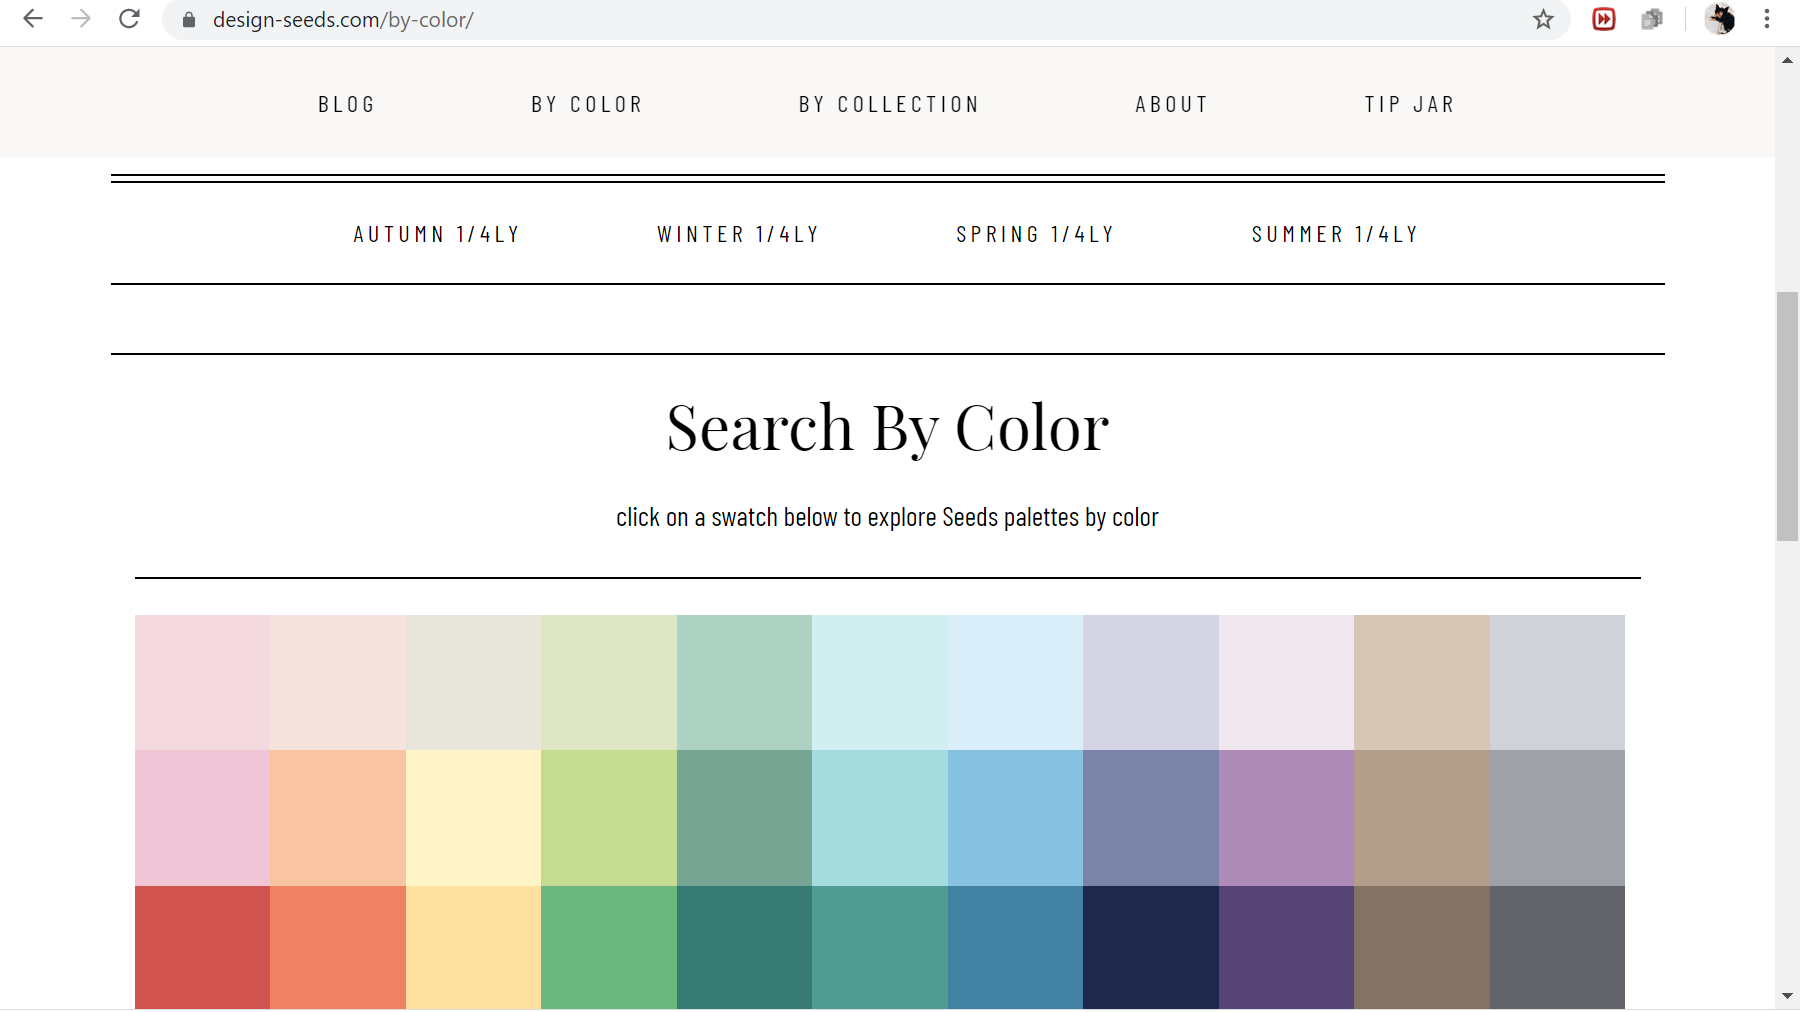 design-seeds.com/by-color/
BLOG BY COLOR BY COLLECTION ABOUT TIP JAR
AUTUMN 1/4LY WINTER 1/4LY SPRING 1/4LY SUMMER 1/4LY
Search By Color
click on a swatch below to explore Seeds palettes by color